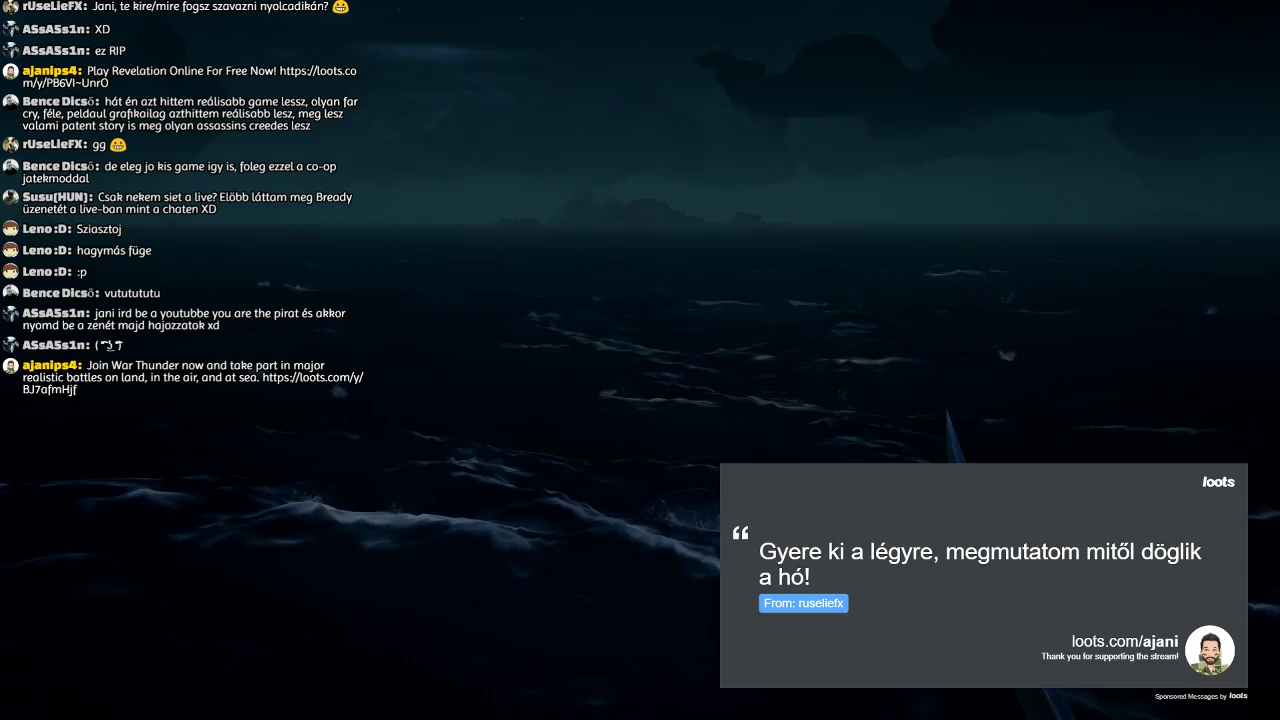 rUseLieFX: Jani, te kire/mire fogsz szavazni nyolcadikán? 😀
ASsASs1n: XD
ASsASs1n: ez RIP
ajanips4: Play Revelation Online For Free Now! https://loots.co
m/y/PB6VI~UnrO
Bence Dicső: hát én azt hittem reálisabb game lessz, olyan far
cry, féle, peldaul grafikailag azthittem reálisabb lesz, meg lesz
valami patent story is meg olyan assassins creedes lesz
rUseLieFX: gg 😀
Bence Dicső: de eleg jo kis game igy is, foleg ezzel a co-op
jatekmoddal
Susu[HUN]: Csak nekem siet a live? Elöbb láttam meg Bready
üzenetét a live-ban mint a chaten XD
Leno :D: Sziasztoj
Leno :D: hagymás füge
Leno :D: :p
Bence Dicső: vutututututu
ASsASs1n: jani ird be a youtubbe you are the pirat és akkor
nyomd be a zenét majd hajozzatok xd
ASsASs1n: ( ͡° ͜ʖ ͡°)
ajanips4: Join War Thunder now and take part in major
realistic battles on land, in the air, and at sea. https://loots.com/y/
BJ7afmHjf
loots
“ Gyere ki a légyre, megmutatom mitől döglik
a hó!
From: ruseliefx
loots.com/ajani
Thank you for supporting the stream!
Sponsored Messages by loots